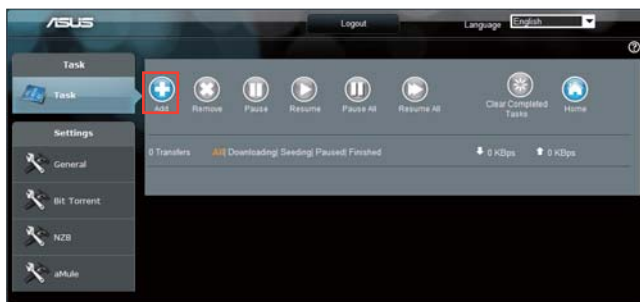 ASUS
Logout
Language English
Task
Task
Add Remove Pause Resume Pause All Resume All Clear Completed Tasks Home
Settings
0 Transfers All| Downloading| Seeding| Paused| Finished 0 KBps 0 KBps
General
Bit Torrent
NZB
aMule